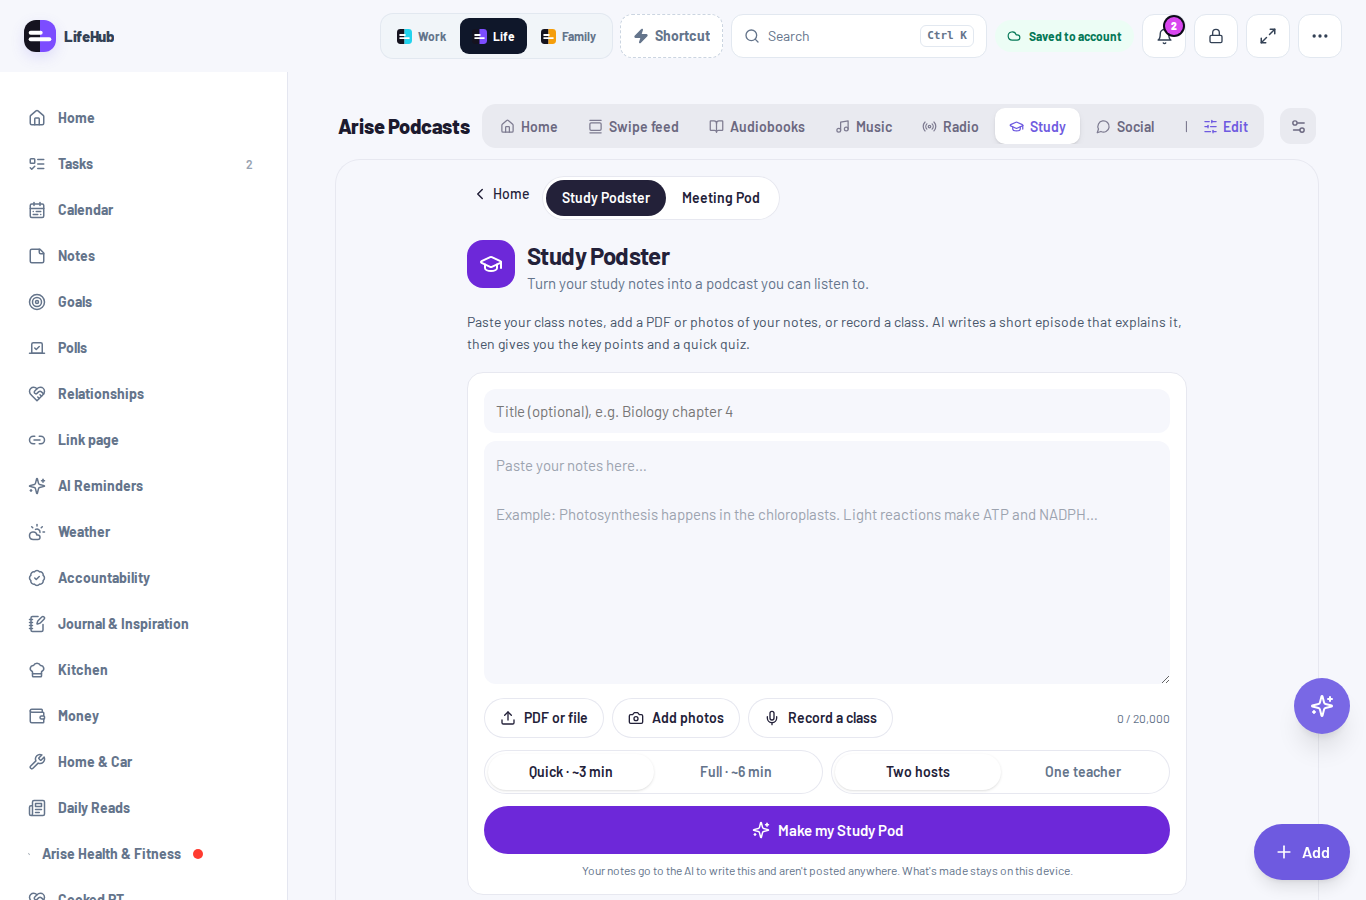 LifeHub
Work
Life
Family
Shortcut
Search
Ctrl K
Saved to account
2
Home
Tasks
2
Calendar
Notes
Goals
Polls
Relationships
Link page
AI Reminders
Weather
Accountability
Journal & Inspiration
Kitchen
Money
Home & Car
Daily Reads
Arise Health & Fitness
Arise Podcasts
Home
Swipe feed
Audiobooks
Music
Radio
Study
Social
Edit
Home
Study Podster
Meeting Pod
Study Podster
Turn your study notes into a podcast you can listen to.
Paste your class notes, add a PDF or photos of your notes, or record a class. AI writes a short episode that explains it,
then gives you the key points and a quick quiz.
Title (optional), e.g. Biology chapter 4
Paste your notes here...
Example: Photosynthesis happens in the chloroplasts. Light reactions make ATP and NADPH...
PDF or file
Add photos
Record a class
0 / 20,000
Quick · ~3 min
Full · ~6 min
Two hosts
One teacher
Make my Study Pod
Your notes go to the AI to write this and aren't posted anywhere. What's made stays on this device.
Add